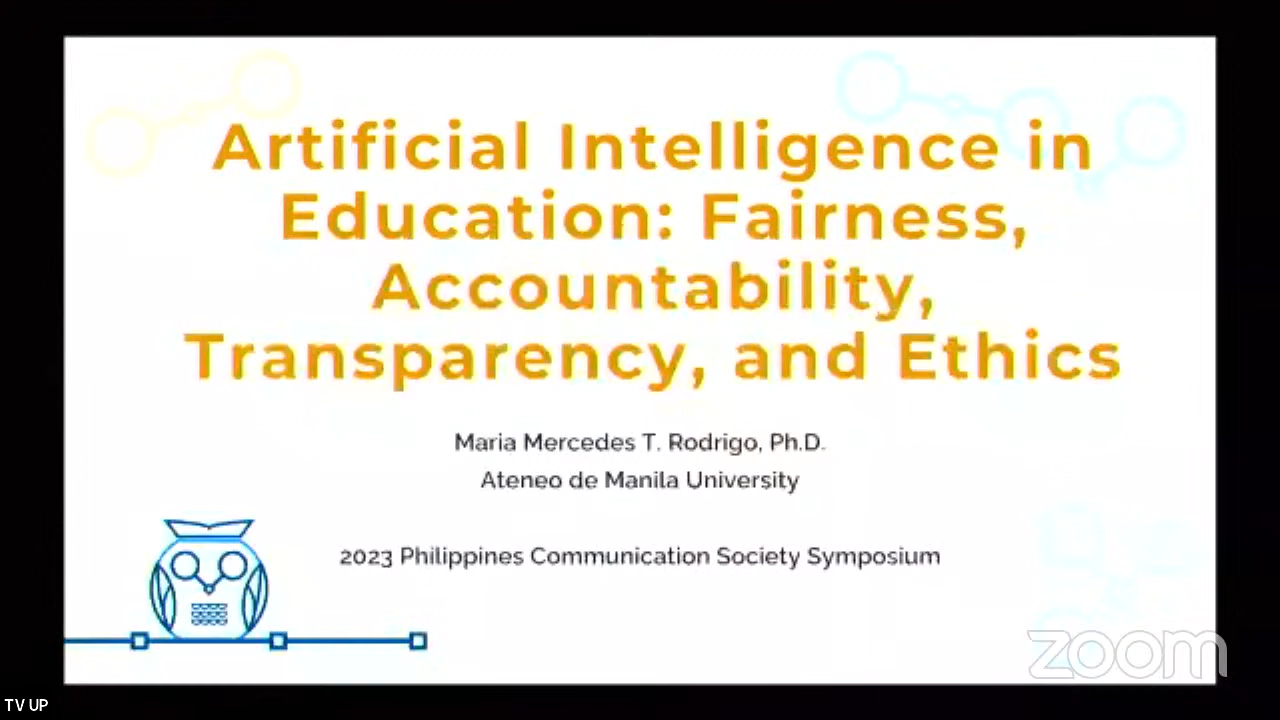 Artificial Intelligence in
Education: Fairness,
Accountability,
Transparency, and Ethics
Maria Mercedes T. Rodrigo, Ph.D.
Ateneo de Manila University
2023 Philippines Communication Society Symposium
zoom
TV UP